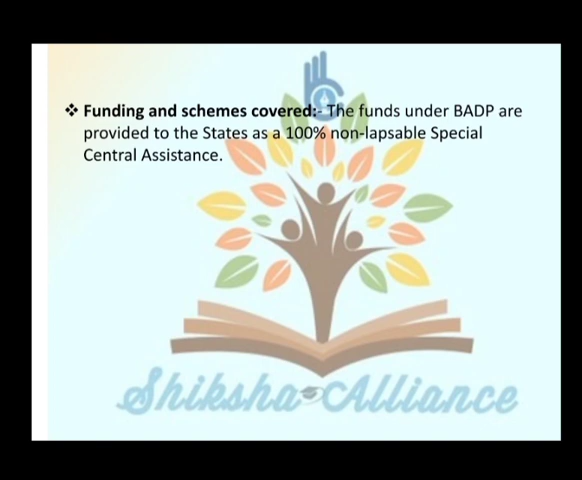 ❖ Funding and schemes covered:- The funds under BADP are
provided to the States as a 100% non-lapsable Special
Central Assistance.
Shiksha Alliance